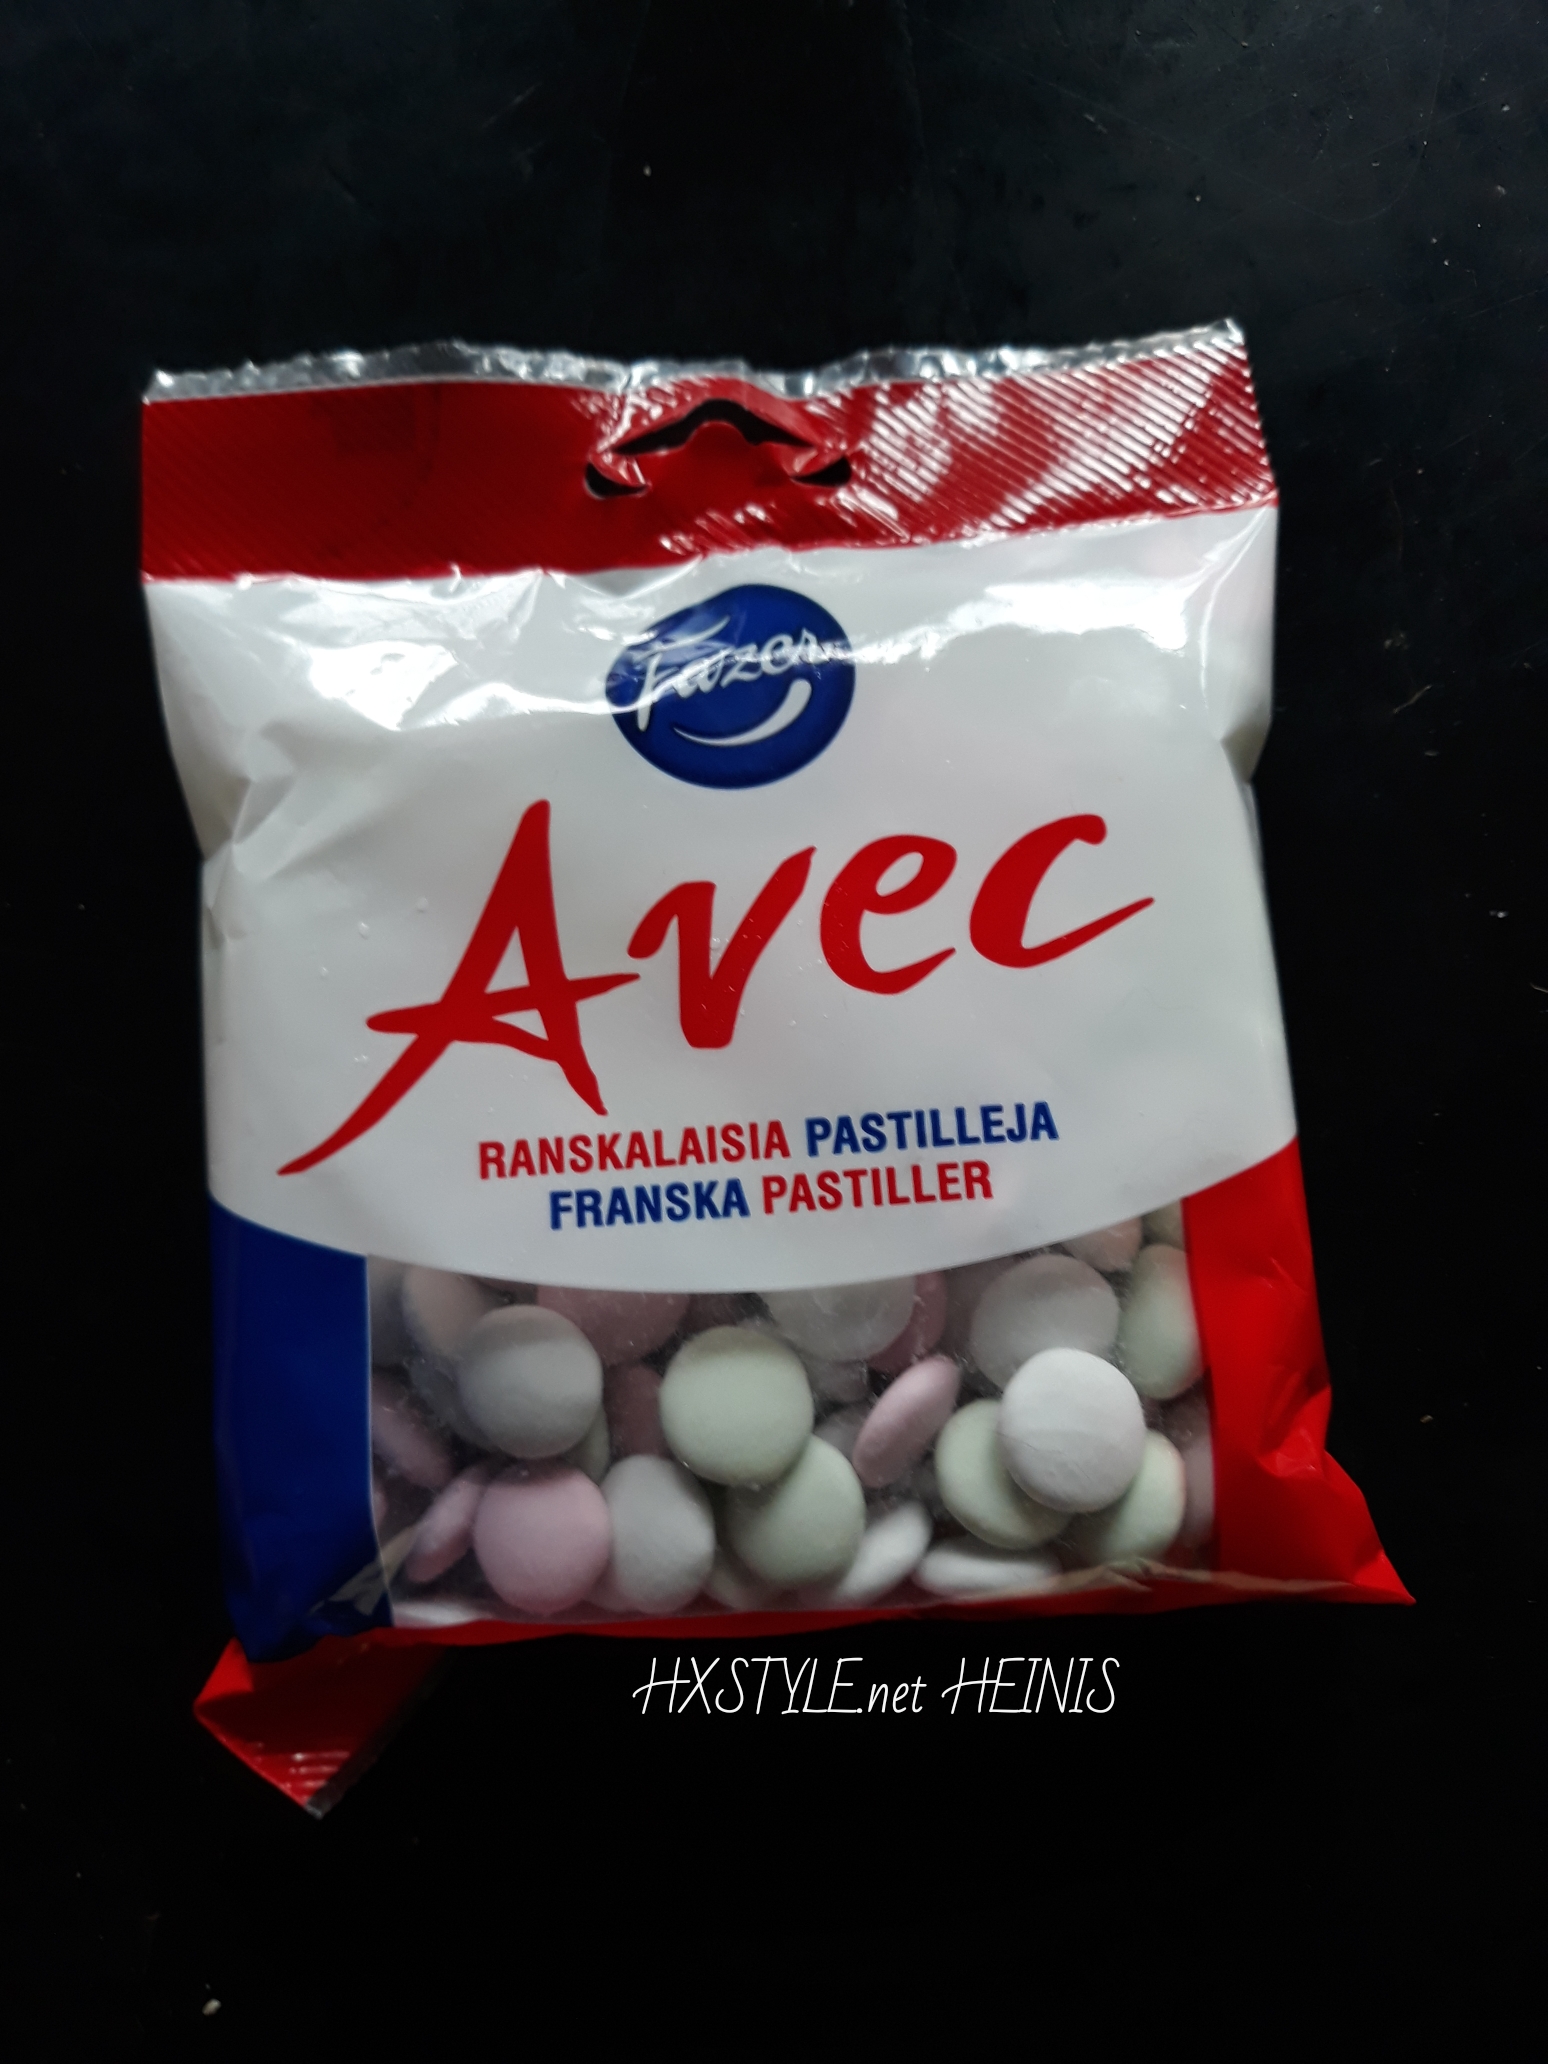 Fazer
Avec
RANSKALAISIA PASTILLEJA
FRANSKA PASTILLER
HXSTYLE.net HEINIS